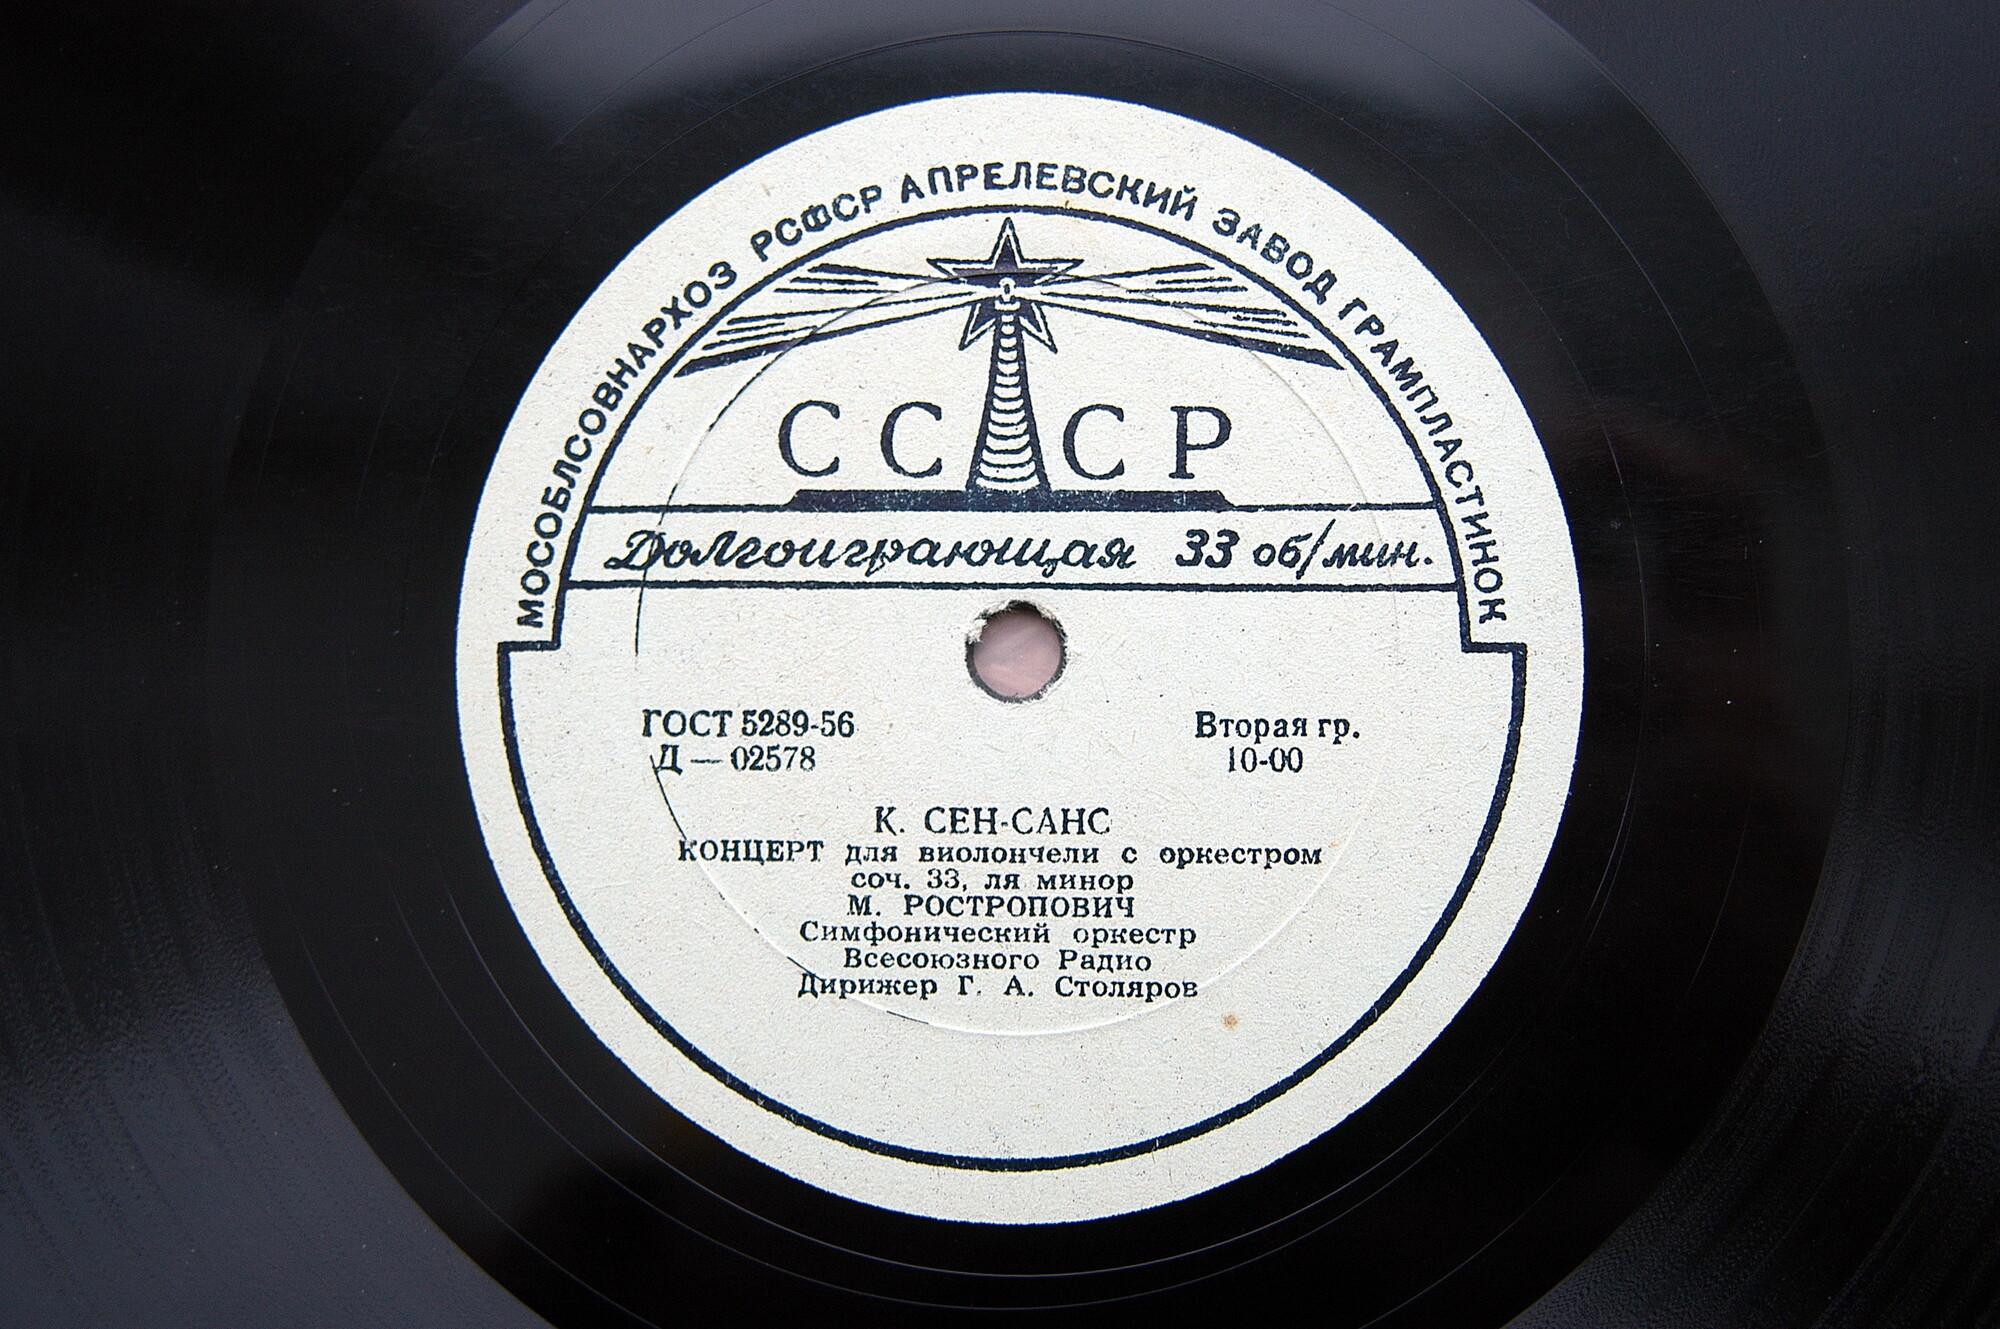 МОСОБЛСОВНАРХОЗ РСФСР АПРЕЛЕВСКИЙ ЗАВОД ГРАМПЛАСТИНОК
СССР
Долгоиграющая 33 об/мин.
ГОСТ 5289-56 Вторая гр.
Д — 02578 10-00
К. СЕН-САНС
КОНЦЕРТ для виолончели с оркестром
соч. 33, ля минор
М. РОСТРОПОВИЧ
Симфонический оркестр
Всесоюзного Радио
Дирижер Г. А. Столяров